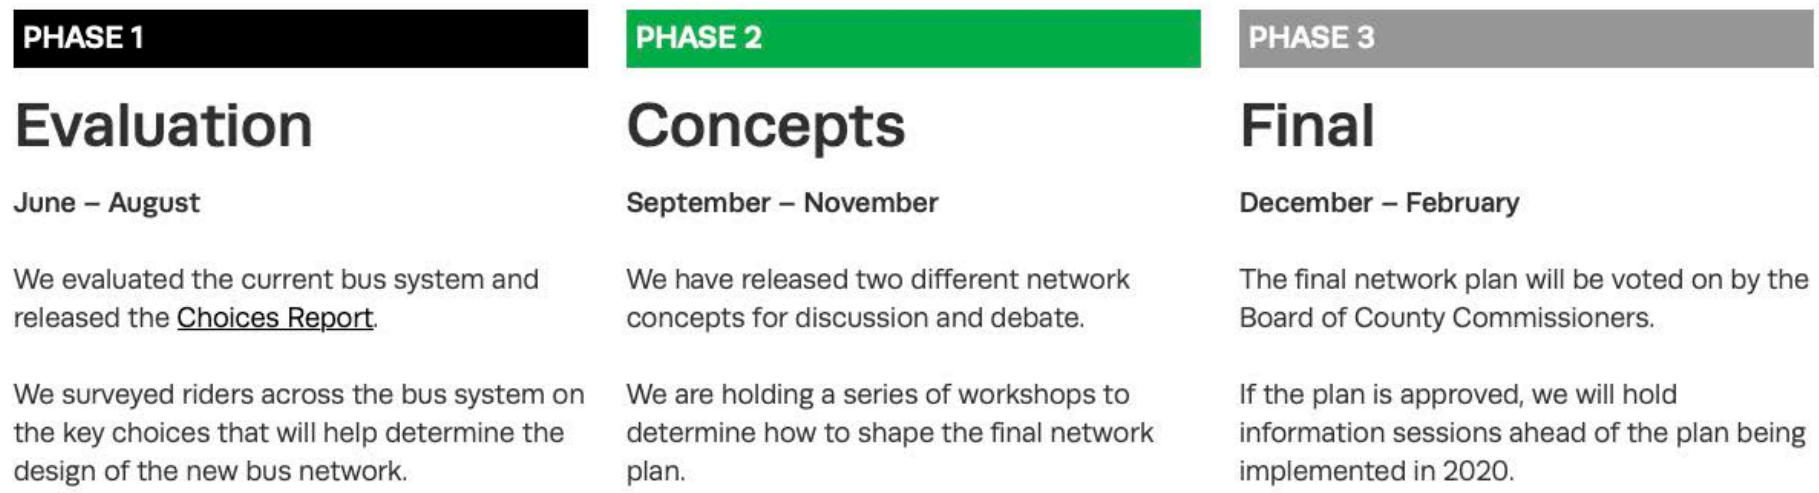 PHASE 1
Evaluation
June – August
We evaluated the current bus system and
released the Choices Report.
We surveyed riders across the bus system on
the key choices that will help determine the
design of the new bus network.
PHASE 2
Concepts
September – November
We have released two different network
concepts for discussion and debate.
We are holding a series of workshops to
determine how to shape the final network
plan.
PHASE 3
Final
December – February
The final network plan will be voted on by the
Board of County Commissioners.
If the plan is approved, we will hold
information sessions ahead of the plan being
implemented in 2020.